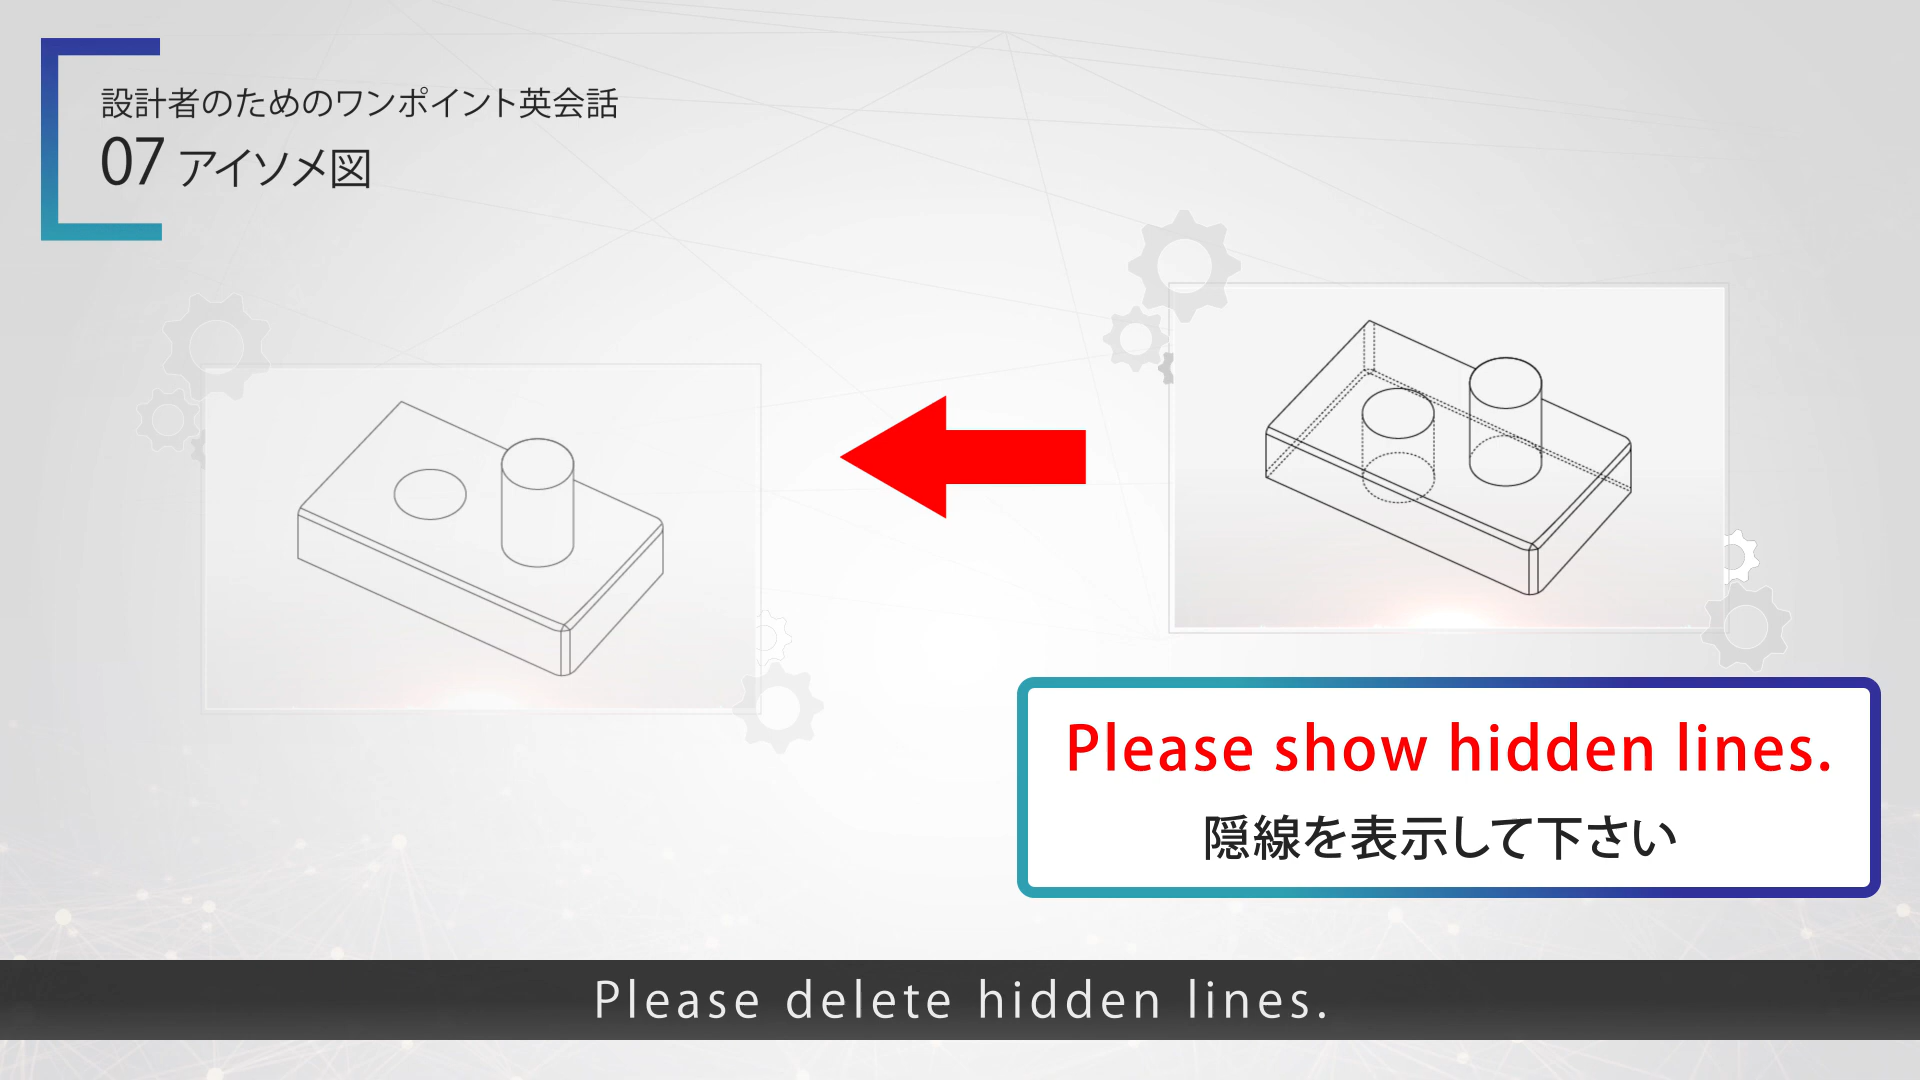 設計者のためのワンポイント英会話
07 アイソメ図
Please show hidden lines.
隠線を表示して下さい
Please delete hidden lines.